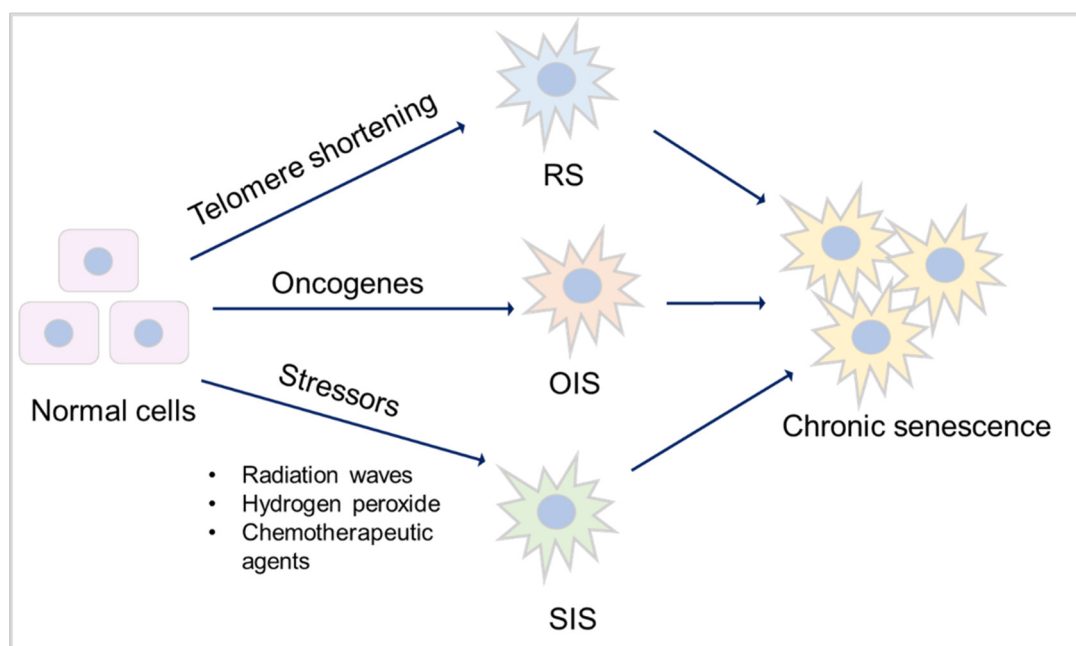 Telomere shortening
RS
Oncogenes
OIS
Normal cells
Stressors
• Radiation waves
• Hydrogen peroxide
• Chemotherapeutic
agents
SIS
Chronic senescence